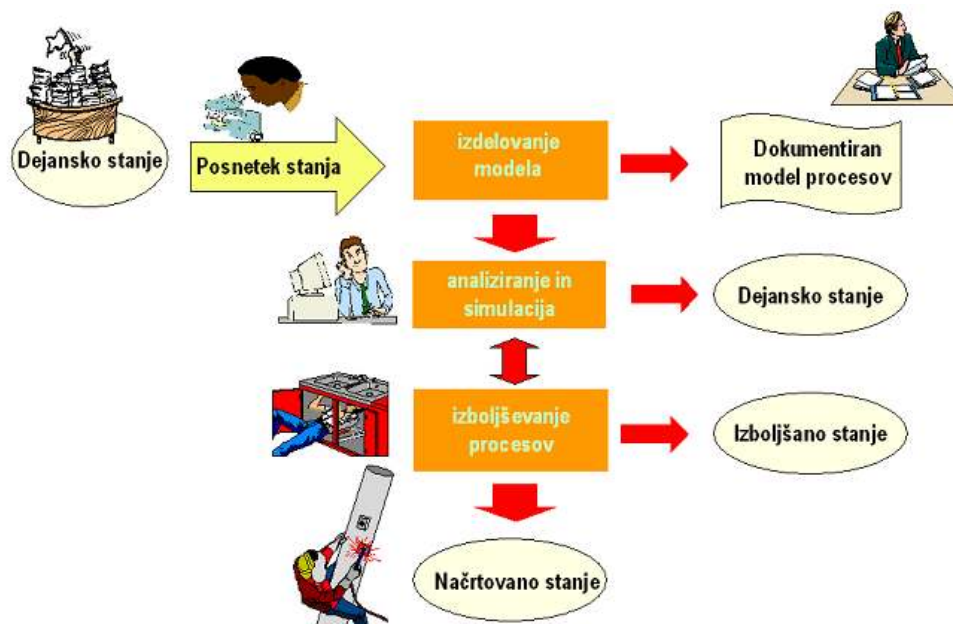 Dejansko stanje
Posnetek stanja
izdelovanje
modela
Dokumentiran
model procesov
analiziranje in
simulacija
Dejansko stanje
izboljševanje
procesov
Izboljšano stanje
Načrtovano stanje